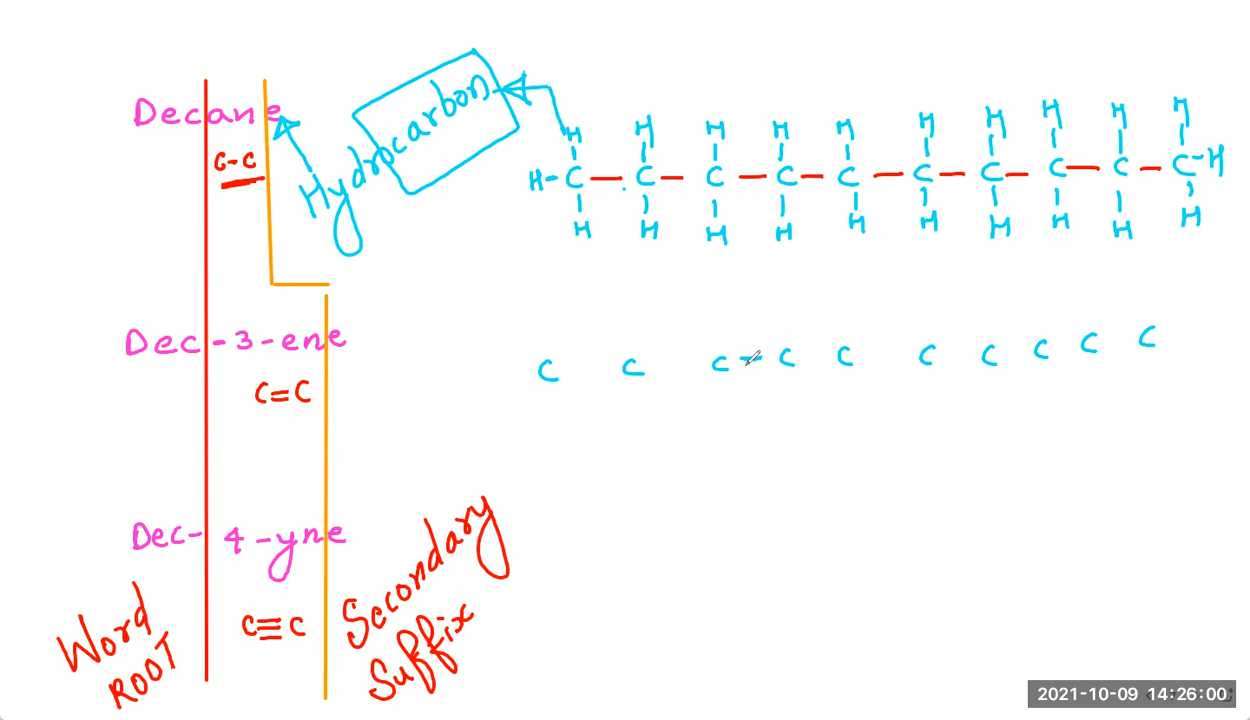 Decane
C-C
Hydrocarbon
H H H H H H H H H H
H-C-C-C-C-C-C-C-C-C-C-H
H H H H H H H H H H
Dec-3-ene
C=C
C C C-C C C C C C C
Dec-4-yne
C≡C
Word
ROOT
Secondary
Suffix
2021-10-09 14:26:00